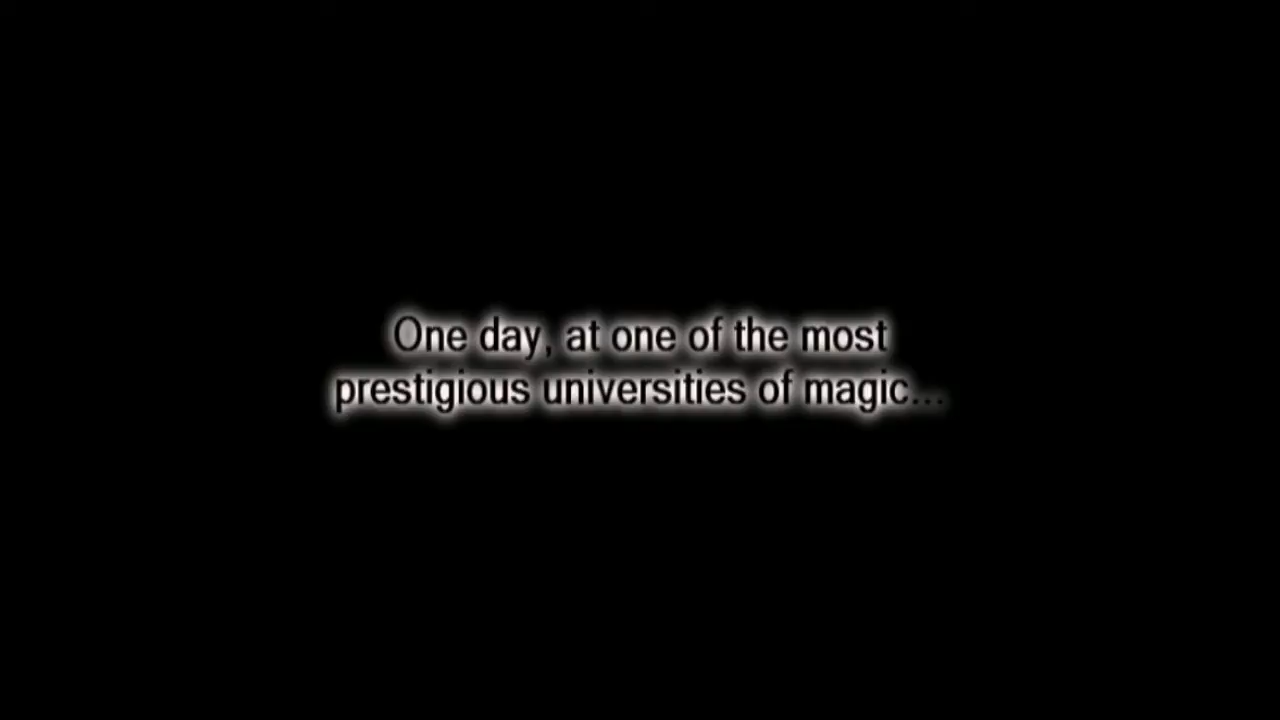 One day, at one of the most
prestigious universities of magic...